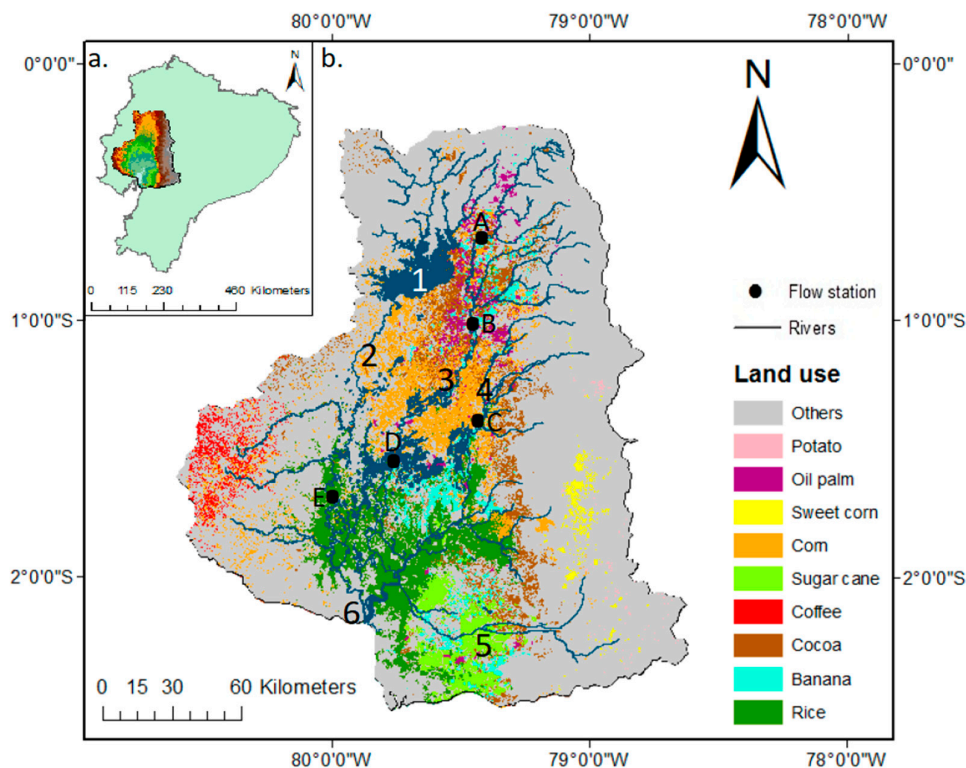 80°0'0"W 79°0'0"W 78°0'0"W
0°0'0" 0°0'0"
a. b.
N
0 115 230 460 Kilometers
N
A
1
Flow station
1°0'0"S 1°0'0"S
B
Rivers
2
3
4
Land use
C
Others
D
Potato
Oil palm
E
Sweet corn
Corn
2°0'0"S 2°0'0"S
Sugar cane
6
Coffee
5
Cocoa
0 15 30 60 Kilometers
Banana
Rice
80°0'0"W 79°0'0"W 78°0'0"W